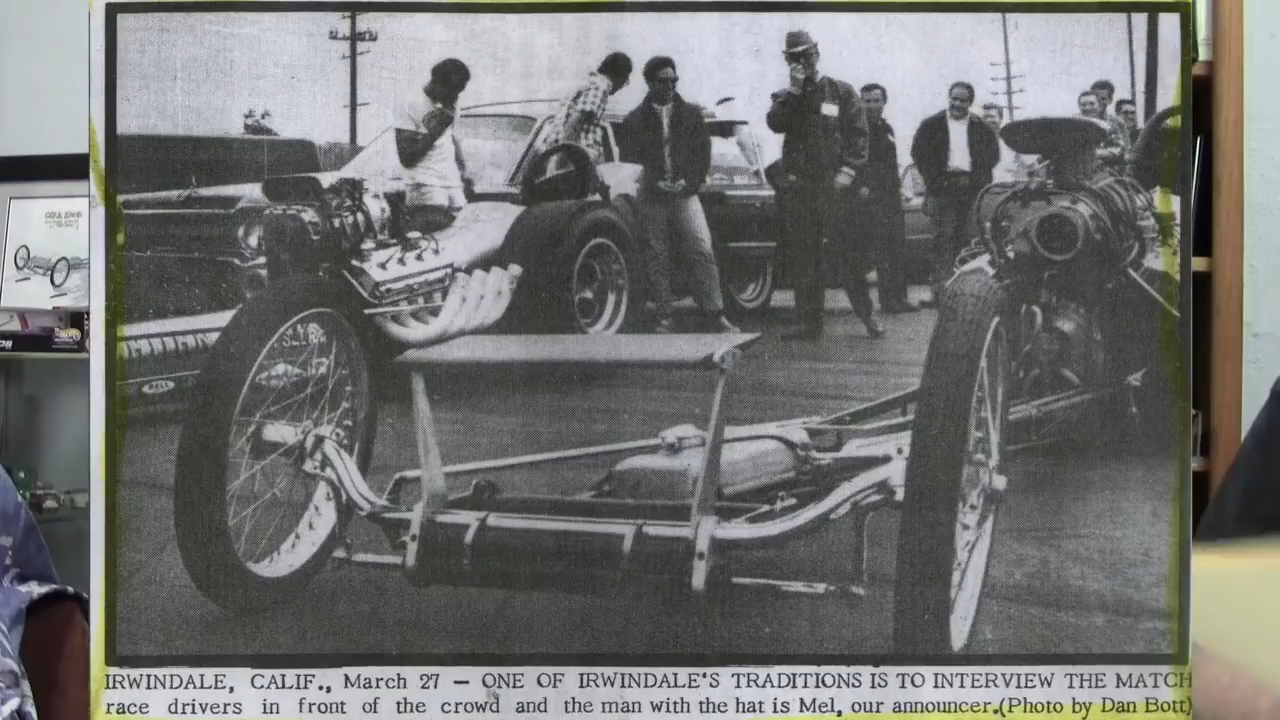 BELL
IRWINDALE, CALIF., March 27 — ONE OF IRWINDALE'S TRADITIONS IS TO INTERVIEW THE MATCH
race drivers in front of the crowd and the man with the hat is Mel, our announcer.(Photo by Dan Bott)